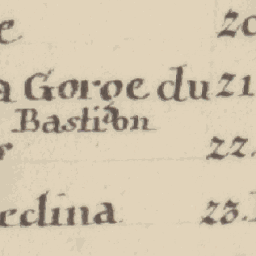 e 20
a Gorge du 21
Bastion
r 22.
edina 23.